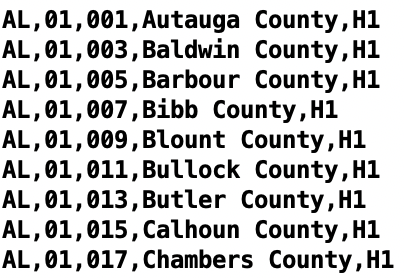 AL,01,001,Autauga County,H1
AL,01,003,Baldwin County,H1
AL,01,005,Barbour County,H1
AL,01,007,Bibb County,H1
AL,01,009,Blount County,H1
AL,01,011,Bullock County,H1
AL,01,013,Butler County,H1
AL,01,015,Calhoun County,H1
AL,01,017,Chambers County,H1